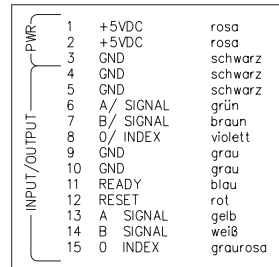 PWR
1 +5VDC rosa
2 +5VDC rosa
3 GND schwarz
INPUT/OUTPUT
4 GND schwarz
5 GND schwarz
6 A/ SIGNAL grün
7 B/ SIGNAL braun
8 0/ INDEX violett
9 GND grau
10 GND grau
11 READY blau
12 RESET rot
13 A SIGNAL gelb
14 B SIGNAL weiß
15 0 INDEX graurosa